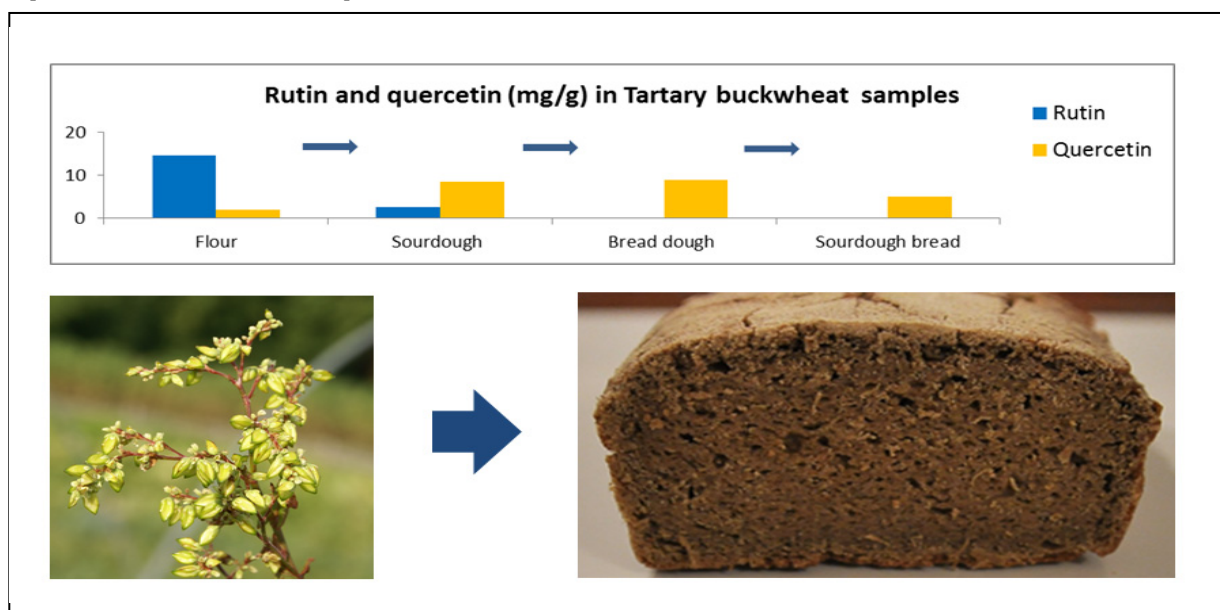 Rutin and quercetin (mg/g) in Tartary buckwheat samples
Rutin
Quercetin
20
10
0
Flour Sourdough Bread dough Sourdough bread